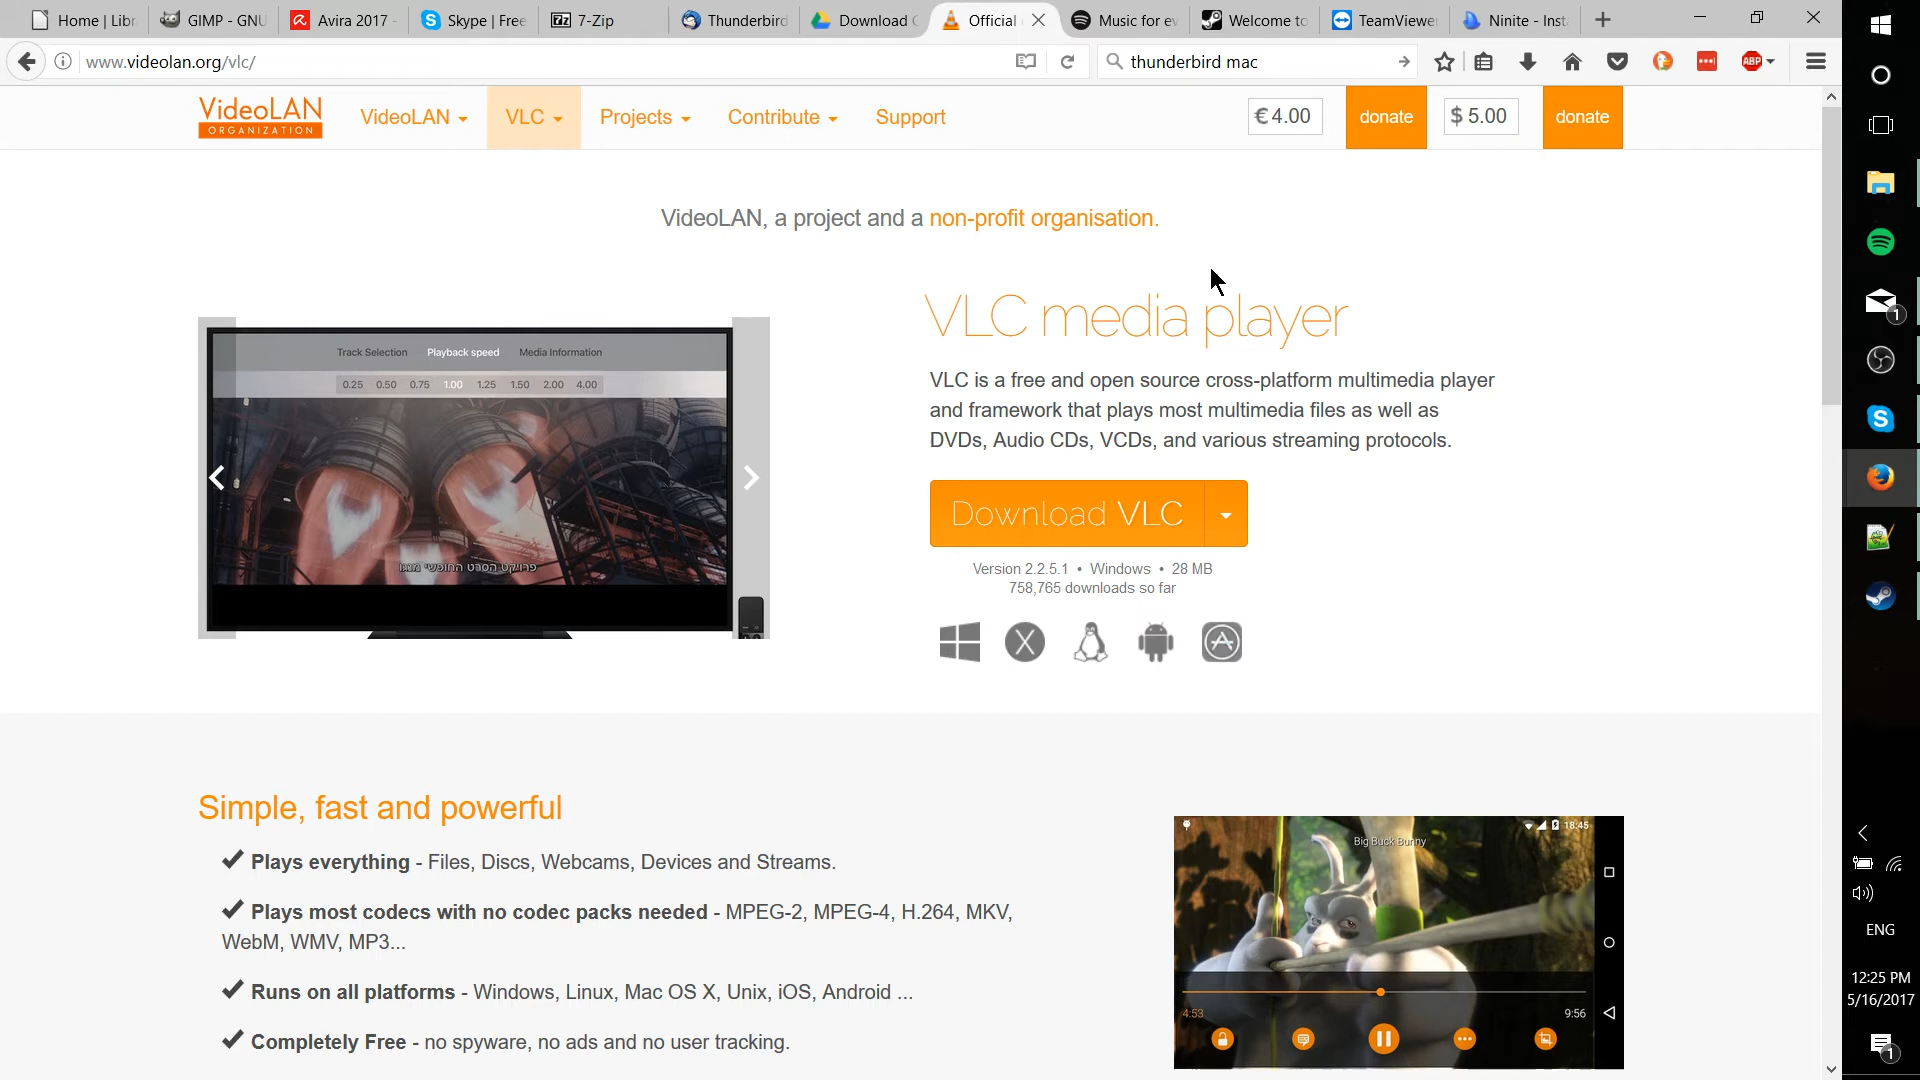 Home | Libr
GIMP - GNU
Avira 2017 -
Skype | Free
7-Zip
Thunderbird
Download G
Official
Music for ev
Welcome to
TeamViewer
Ninite - Inst
www.videolan.org/vlc/
thunderbird mac
ABP
VideoLAN
ORGANIZATION
VideoLAN
VLC
Projects
Contribute
Support
€ 4.00
donate
$ 5.00
donate
VideoLAN, a project and a non-profit organisation.
Track Selection Playback speed Media Information
0.25 0.50 0.75 1.00 1.25 1.50 2.00 4.00
פרויקט הסרט החופשי מנגו
VLC media player
VLC is a free and open source cross-platform multimedia player
and framework that plays most multimedia files as well as
DVDs, Audio CDs, VCDs, and various streaming protocols.
Download VLC
Version 2.2.5.1 • Windows • 28 MB
758,765 downloads so far
Simple, fast and powerful
Plays everything - Files, Discs, Webcams, Devices and Streams.
Plays most codecs with no codec packs needed - MPEG-2, MPEG-4, H.264, MKV,
WebM, WMV, MP3...
Runs on all platforms - Windows, Linux, Mac OS X, Unix, iOS, Android ...
Completely Free - no spyware, no ads and no user tracking.
18:45
Big Buck Bunny
4:53
9:56
1
ENG
12:25 PM
5/16/2017
1